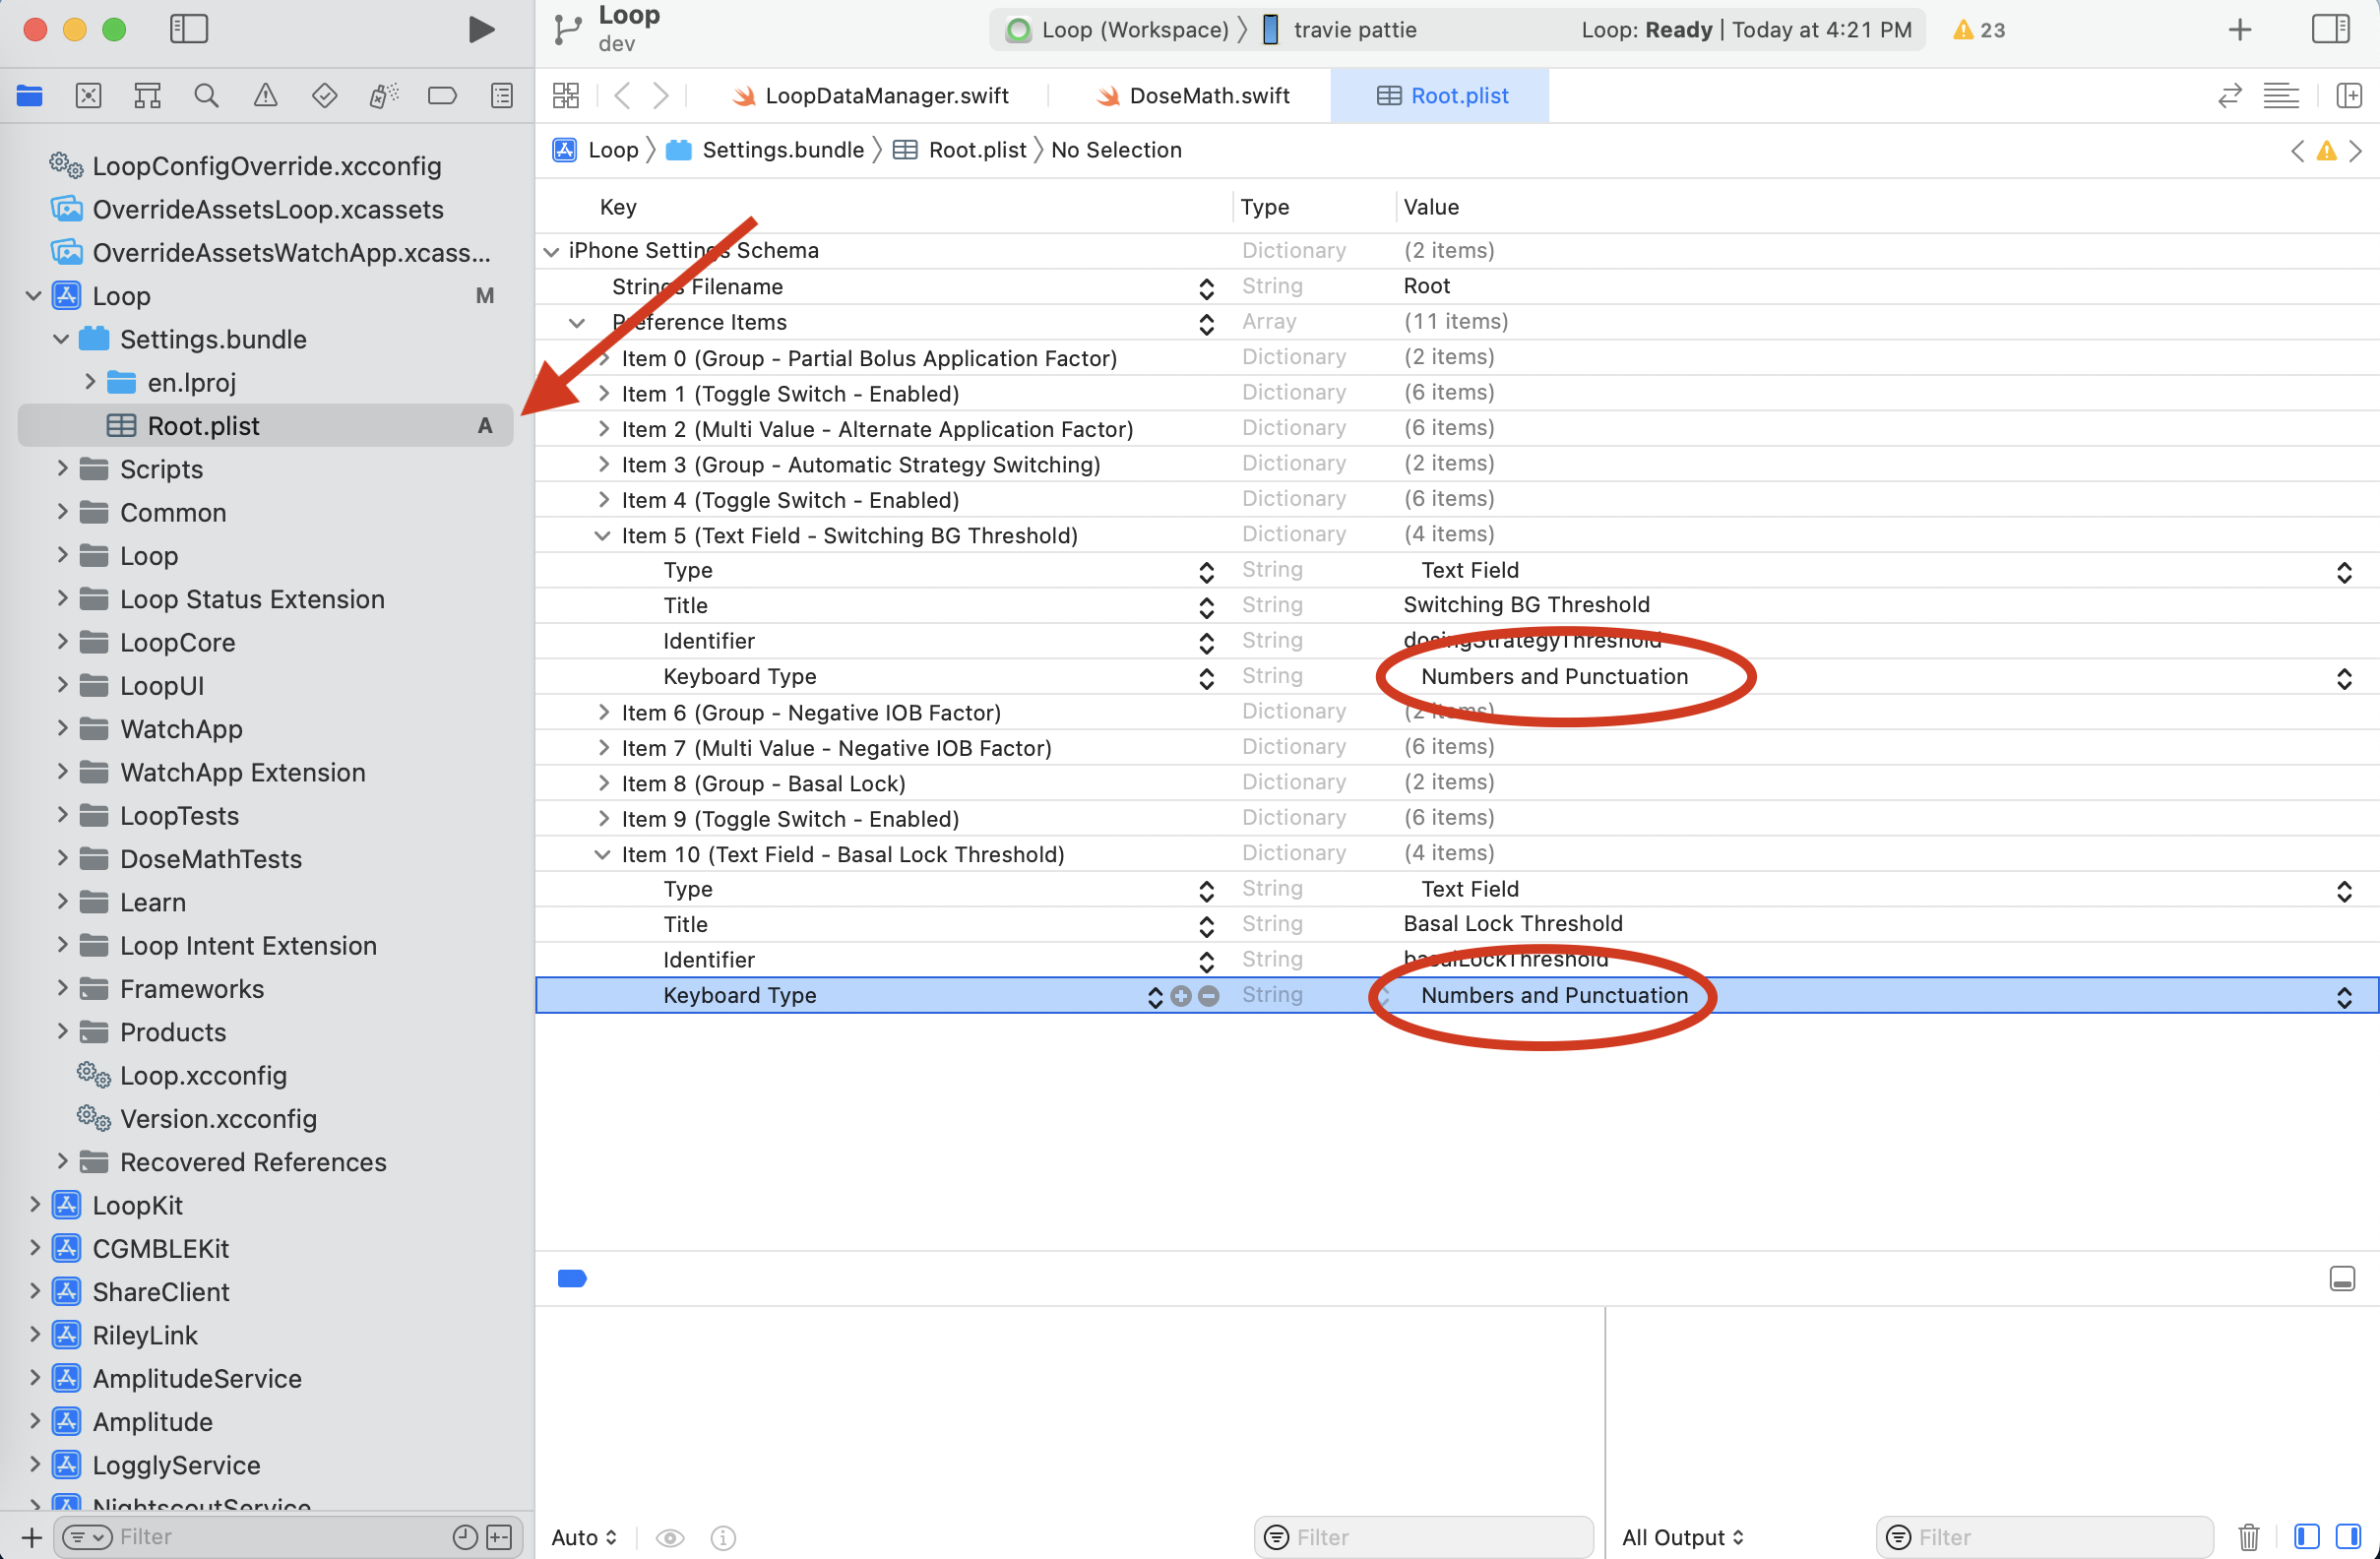 Loop
dev
Loop (Workspace) travie pattie Loop: Ready | Today at 4:21 PM 23
LoopDataManager.swift DoseMath.swift Root.plist
Loop Settings.bundle Root.plist No Selection
LoopConfigOverride.xcconfig
OverrideAssetsLoop.xcassets
OverrideAssetsWatchApp.xcass...
Loop M
Settings.bundle
en.lproj
Root.plist A
Scripts
Common
Loop
Loop Status Extension
LoopCore
LoopUI
WatchApp
WatchApp Extension
LoopTests
DoseMathTests
Learn
Loop Intent Extension
Frameworks
Products
Loop.xcconfig
Version.xcconfig
Recovered References
LoopKit
CGMBLEKit
ShareClient
RileyLink
AmplitudeService
Amplitude
LogglyService
NightscoutService
Filter
Key Type Value
iPhone Settings Schema Dictionary (2 items)
Strings Filename String Root
Preference Items Array (11 items)
Item 0 (Group - Partial Bolus Application Factor) Dictionary (2 items)
Item 1 (Toggle Switch - Enabled) Dictionary (6 items)
Item 2 (Multi Value - Alternate Application Factor) Dictionary (6 items)
Item 3 (Group - Automatic Strategy Switching) Dictionary (2 items)
Item 4 (Toggle Switch - Enabled) Dictionary (6 items)
Item 5 (Text Field - Switching BG Threshold) Dictionary (4 items)
Type String Text Field
Title String Switching BG Threshold
Identifier String dosingStrategyThreshold
Keyboard Type String Numbers and Punctuation
Item 6 (Group - Negative IOB Factor) Dictionary (2 items)
Item 7 (Multi Value - Negative IOB Factor) Dictionary (6 items)
Item 8 (Group - Basal Lock) Dictionary (2 items)
Item 9 (Toggle Switch - Enabled) Dictionary (6 items)
Item 10 (Text Field - Basal Lock Threshold) Dictionary (4 items)
Type String Text Field
Title String Basal Lock Threshold
Identifier String basalLockThreshold
Keyboard Type String Numbers and Punctuation
Auto Filter All Output Filter